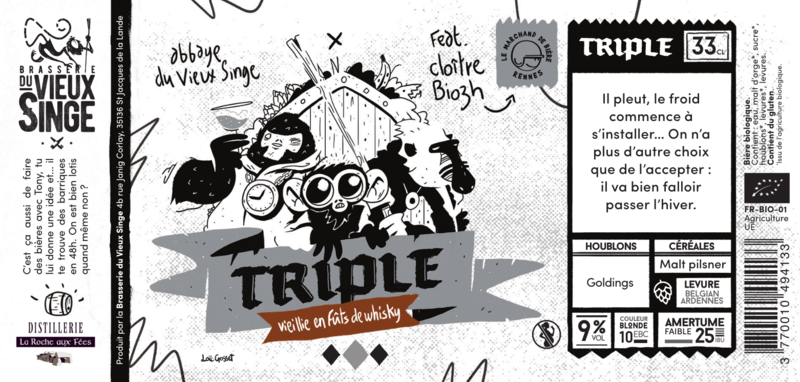 BRASSERIE
DU VIEUX
SINGE
C'est ça aussi de faire
des bières avec Tony, tu
lui donne une idée et... il
te trouve des barriques
en 48h. On est bien lotis
quand même non ?
DISTILLERIE
La Roche aux Fées
Produit par la Brasserie du Vieux Singe 4b rue Janig Corlay, 35136 St Jacques de la Lande
abbaye
du Vieux Singe
Feat.
cloître
Biozh
LE MARCHAND DE BIÈRE
RENNES
TRIPLE
vieillie en fûts de whisky
Loïc Gosset
TRIPLE
33CL
Il pleut, le froid
commence à
s'installer... On n'a
plus d'autre choix
que de l'accepter :
il va bien falloir
passer l'hiver.
HOUBLONS
Goldings
CÉRÉALES
Malt pilsner
LEVURE
BELGIAN
ARDENNES
9%
VOL
COULEUR
BLONDE
10EBC
AMERTUME
FAIBLE 25IBU
Bière biologique.
Contient : eau, malt d'orge*, sucre*,
houblons*, levures*, levures.
Contient du gluten.
*issu de l'agriculture biologique.
FR-BIO-01
Agriculture
UE
3 770010 494133